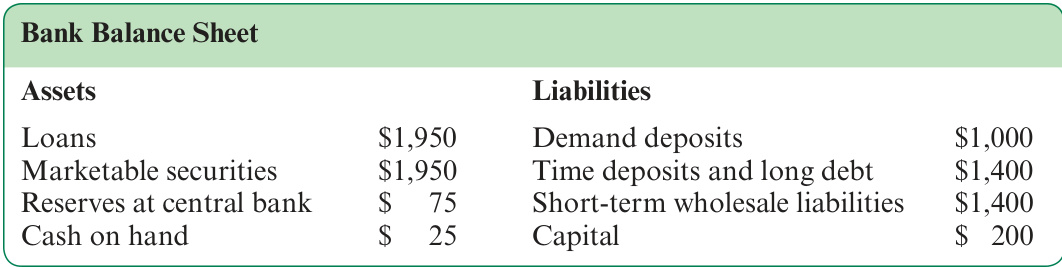 Bank Balance Sheet
Assets Liabilities
Loans $1,950 Demand deposits $1,000
Marketable securities $1,950 Time deposits and long debt $1,400
Reserves at central bank $ 75 Short-term wholesale liabilities $1,400
Cash on hand $ 25 Capital $ 200